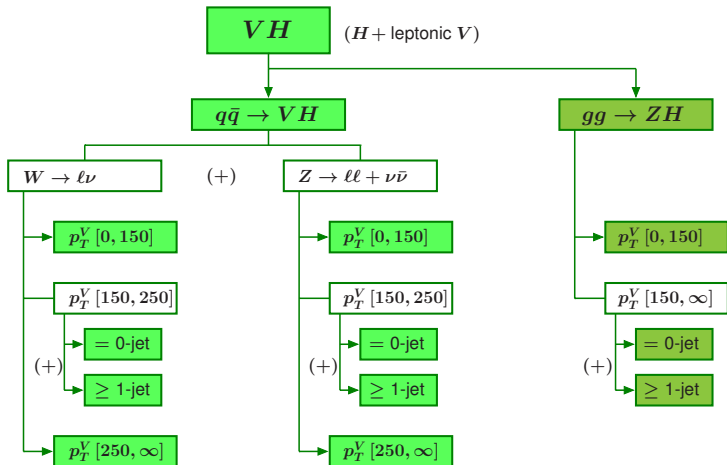 VH (H + leptonic V)
qq̄ → VH gg → ZH
W → ℓν (+) Z → ℓℓ + νν̄
p_T^V [0, 150] p_T^V [0, 150] p_T^V [0, 150]
p_T^V [150, 250] p_T^V [150, 250] p_T^V [150, ∞]
= 0-jet = 0-jet = 0-jet
(+) (+) (+)
≥ 1-jet ≥ 1-jet ≥ 1-jet
p_T^V [250, ∞] p_T^V [250, ∞]